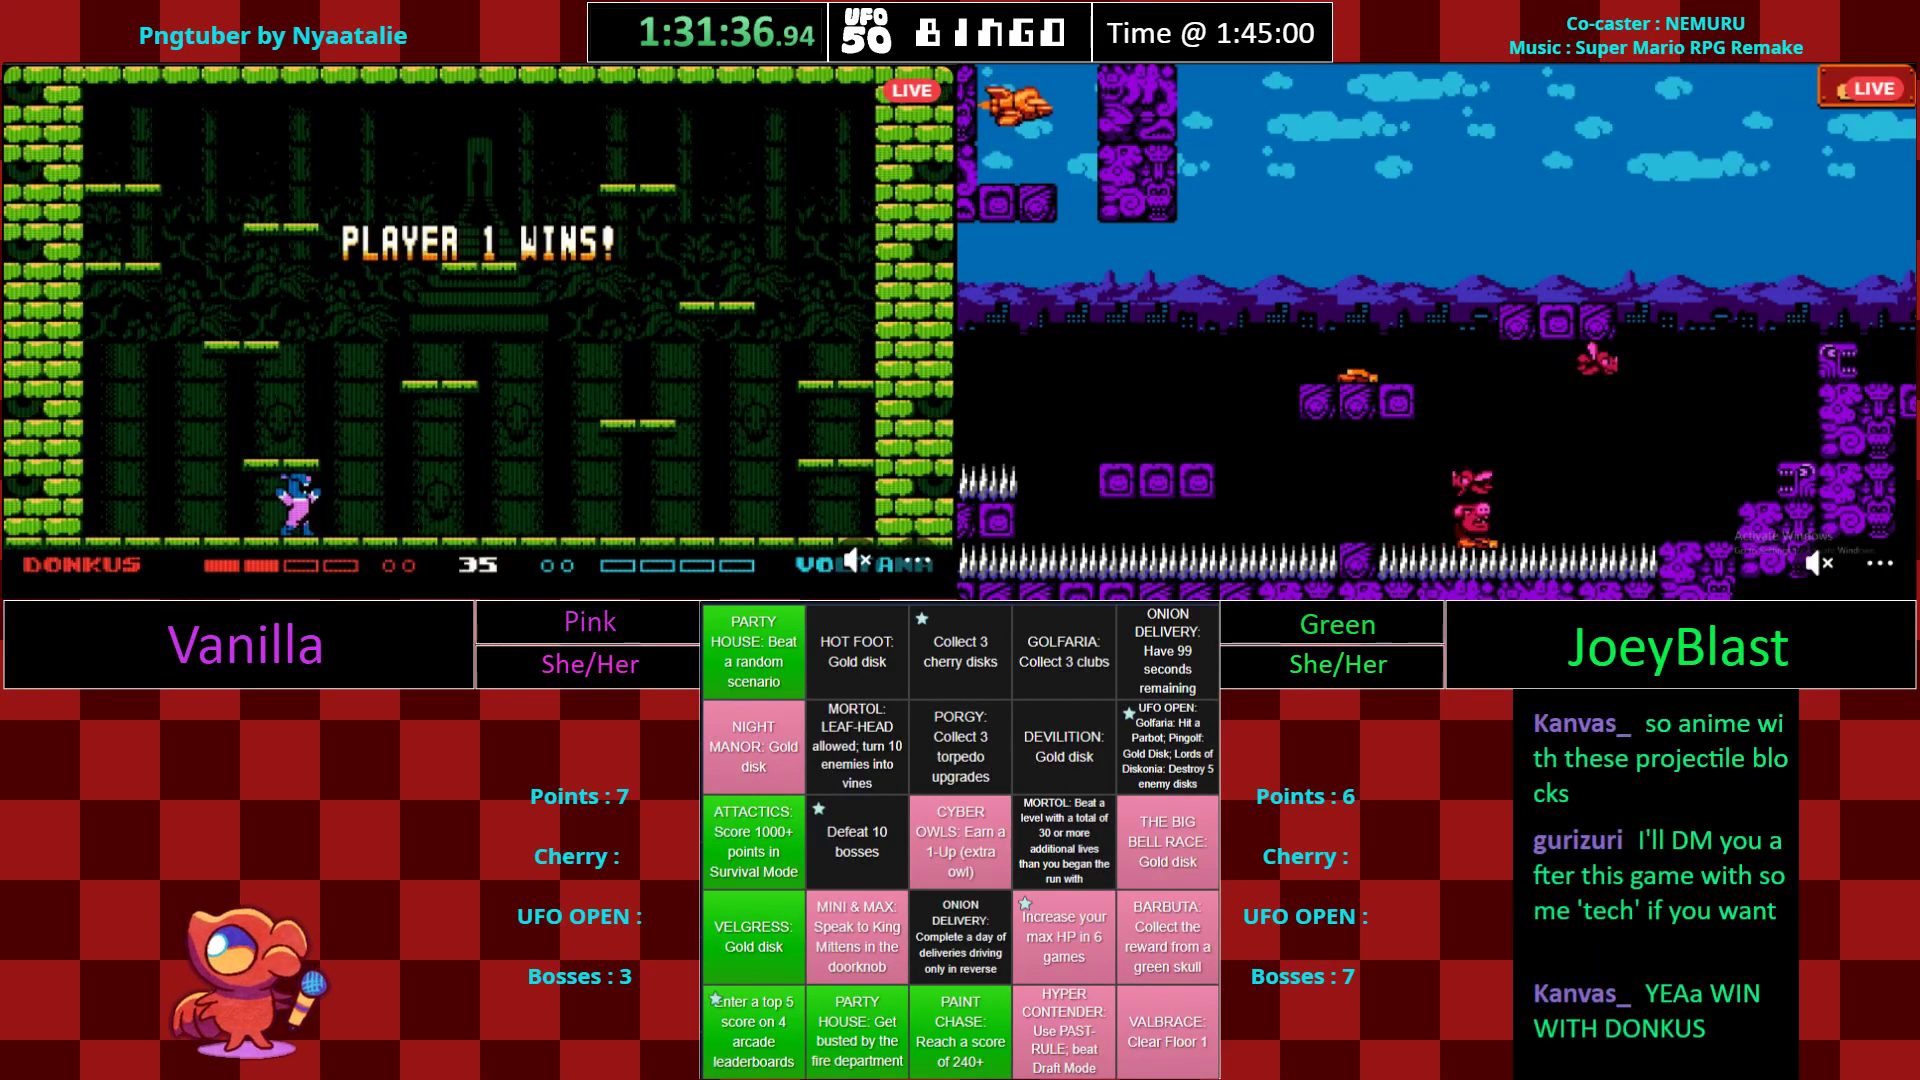 Pngtuber by Nyaatalie
1:31:36.94
UFO 50
BINGO
Time @ 1:45:00
Co-caster : NEMURU
Music : Super Mario RPG Remake
LIVE
LIVE
PLAYER 1 WINS!
DONKUS
35
Activate Windows
Vanilla
Pink
She/Her
Green
She/Her
JoeyBlast
PARTY
HOUSE: Beat
a random
scenario
HOT FOOT:
Gold disk
Collect 3
cherry disks
GOLFARIA:
Collect 3 clubs
ONION
DELIVERY:
Have 99
seconds
remaining
NIGHT
MANOR: Gold
disk
MORTOL:
LEAF-HEAD
allowed; turn 10
enemies into
vines
PORGY:
Collect 3
torpedo
upgrades
DEVILITION:
Gold disk
UFO OPEN:
Golfaria: Hit a
Parbot; Pingolf:
Gold Disk; Lords of
Diskonia: Destroy 5
enemy disks
ATTACTICS:
Score 1000+
points in
Survival Mode
Defeat 10
bosses
CYBER
OWLS: Earn a
1-Up (extra
owl)
MORTOL: Beat a
level with a total of
30 or more
additional lives
than you began the
run with
THE BIG
BELL RACE:
Gold disk
VELGRESS:
Gold disk
MINI & MAX:
Speak to King
Mittens in the
doorknob
ONION
DELIVERY:
Complete a day of
deliveries driving
only in reverse
Increase your
max HP in 6
games
BARBUTA:
Collect the
reward from a
green skull
Enter a top 5
score on 4
arcade
leaderboards
PARTY
HOUSE: Get
busted by the
fire department
PAINT
CHASE:
Reach a score
of 240+
HYPER
CONTENDER:
Use PAST-
RULE; beat
Draft Mode
VALBRACE:
Clear Floor 1
Points : 7
Cherry :
UFO OPEN :
Bosses : 3
Points : 6
Cherry :
UFO OPEN :
Bosses : 7
Kanvas_ so anime wi
th these projectile blo
cks
gurizuri I'll DM you a
fter this game with so
me 'tech' if you want
Kanvas_ YEAa WIN
WITH DONKUS